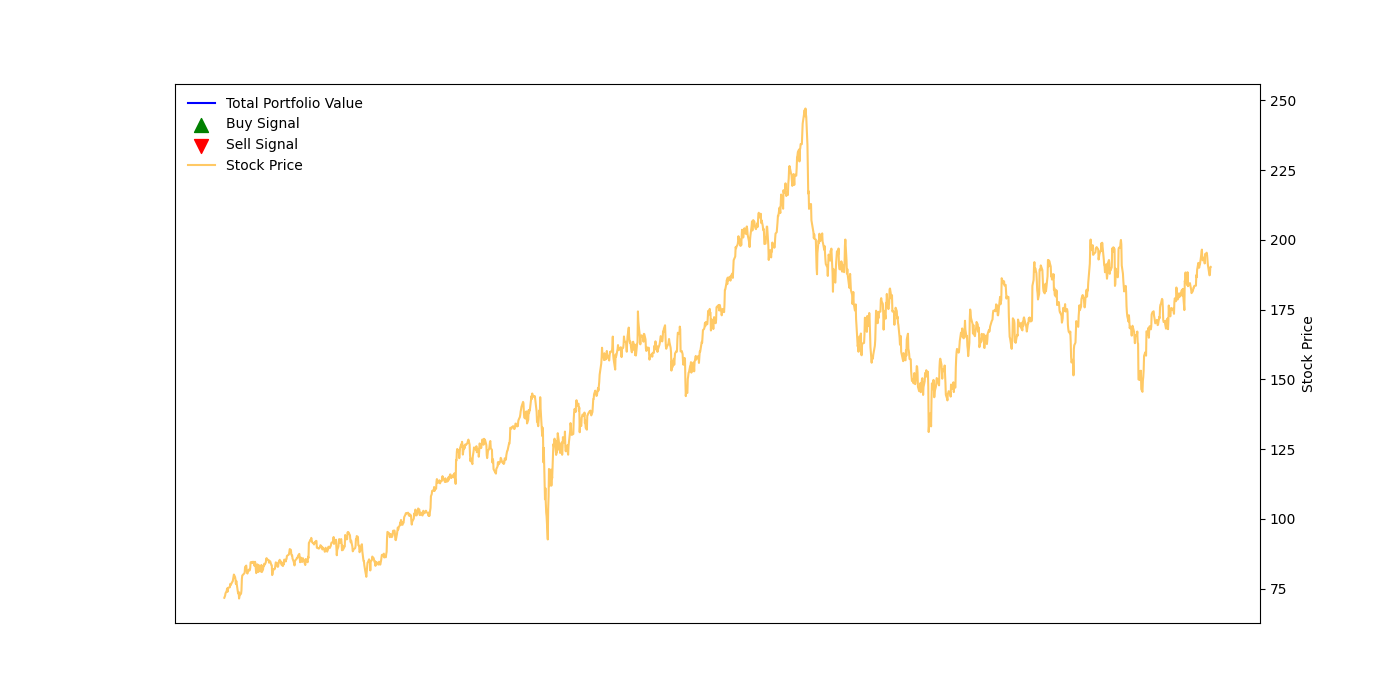 Total Portfolio Value
Buy Signal
Sell Signal
Stock Price
250
225
200
175
150
125
100
75
Stock Price